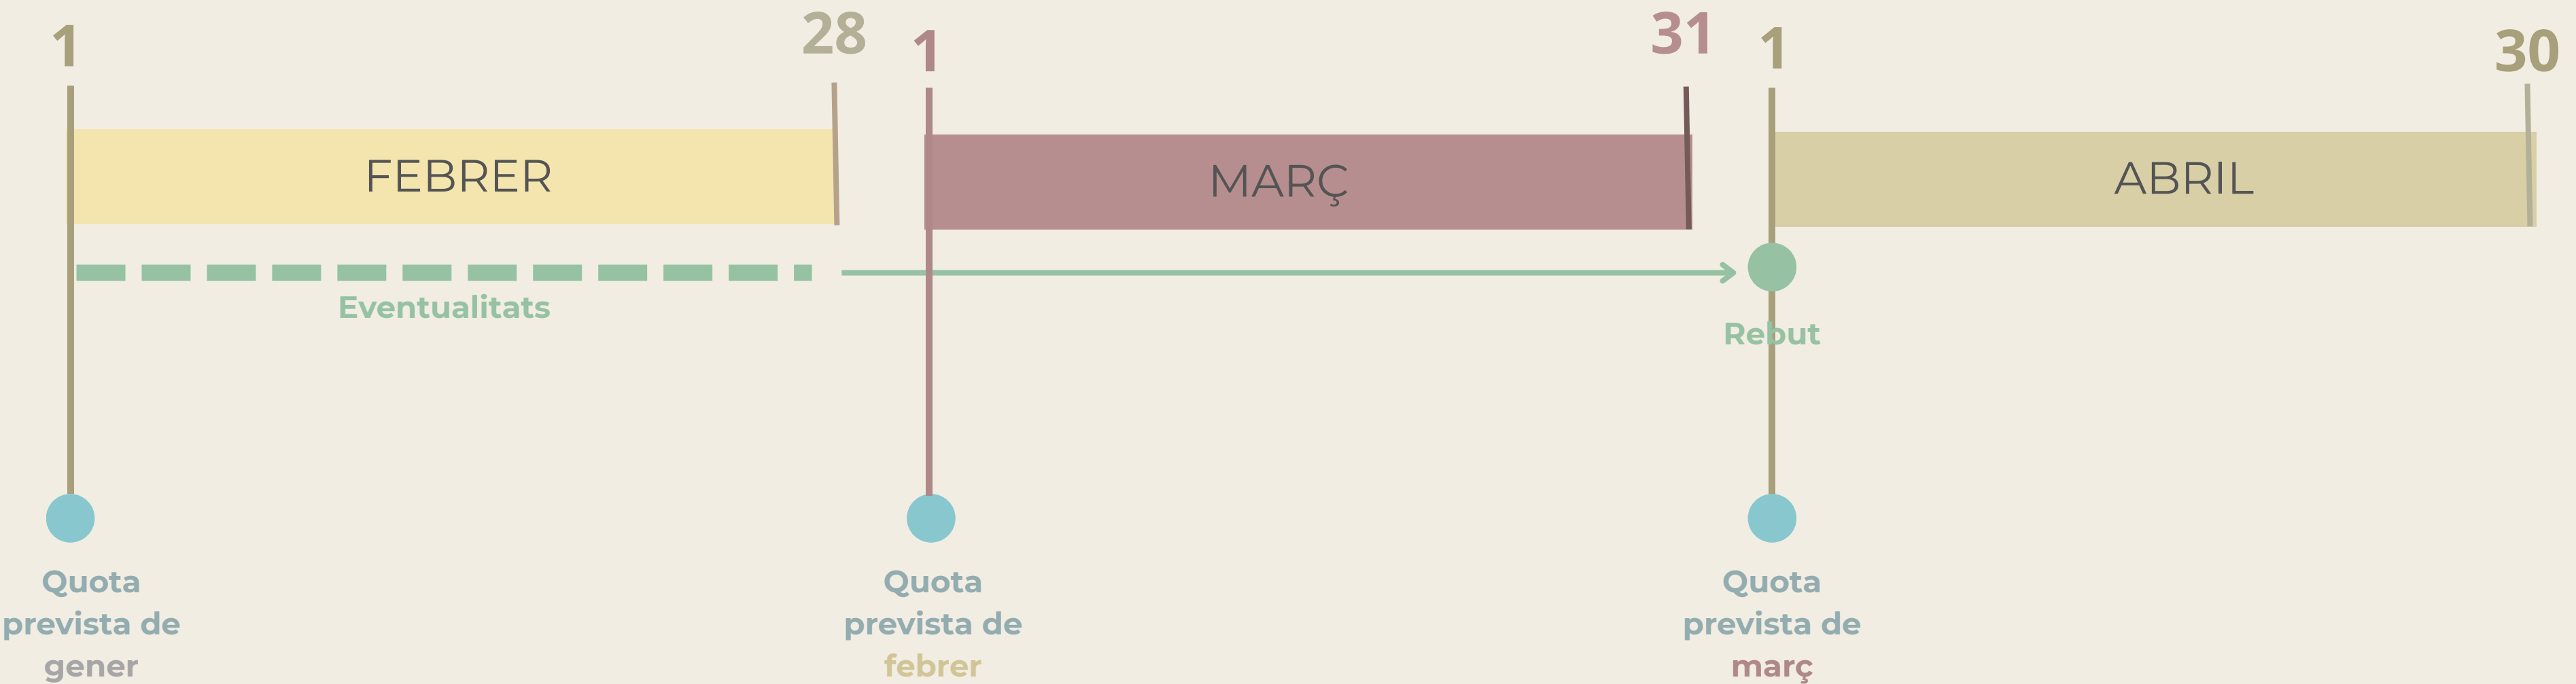 1
28
1
31
1
30
FEBRER
MARÇ
ABRIL
Eventualitats
Rebut
Quota
prevista de
gener
Quota
prevista de
febrer
Quota
prevista de
març